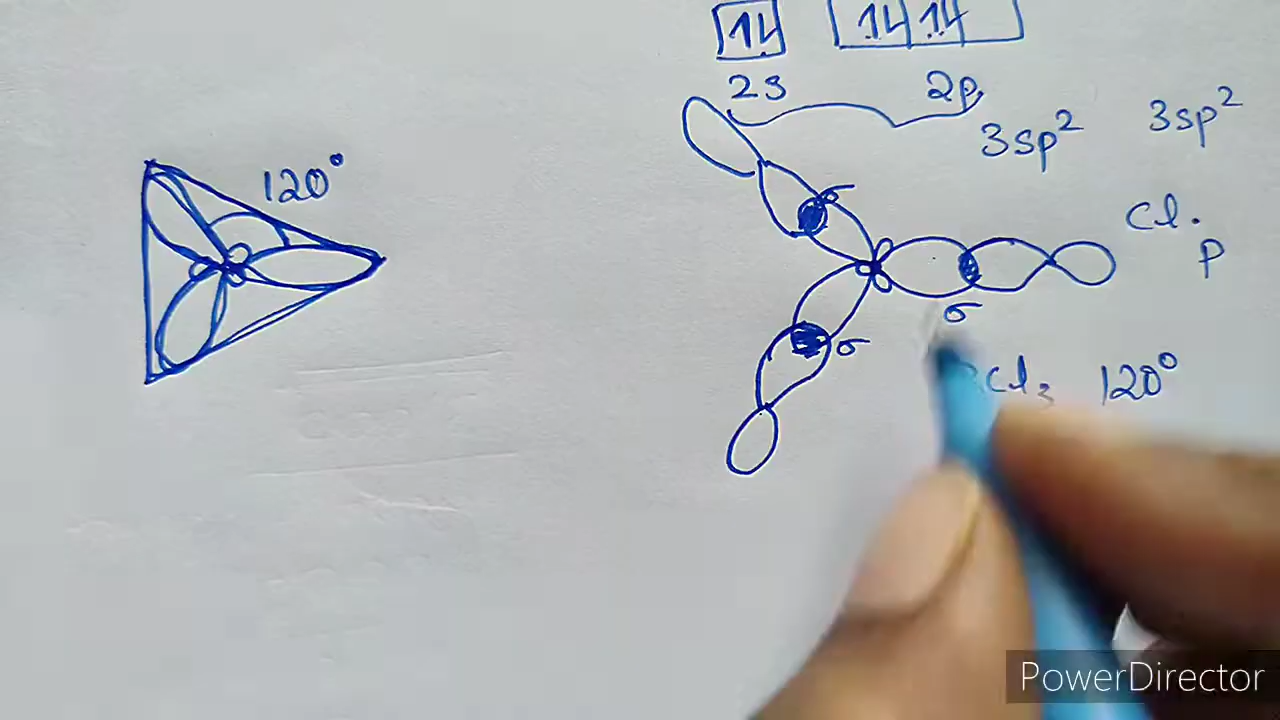 1↿ 1↿ 1↿
2s 2p
3sp² 3sp²
120°
σ
Cl.
p
σ
σ
Cl₃ 120°
PowerDirector